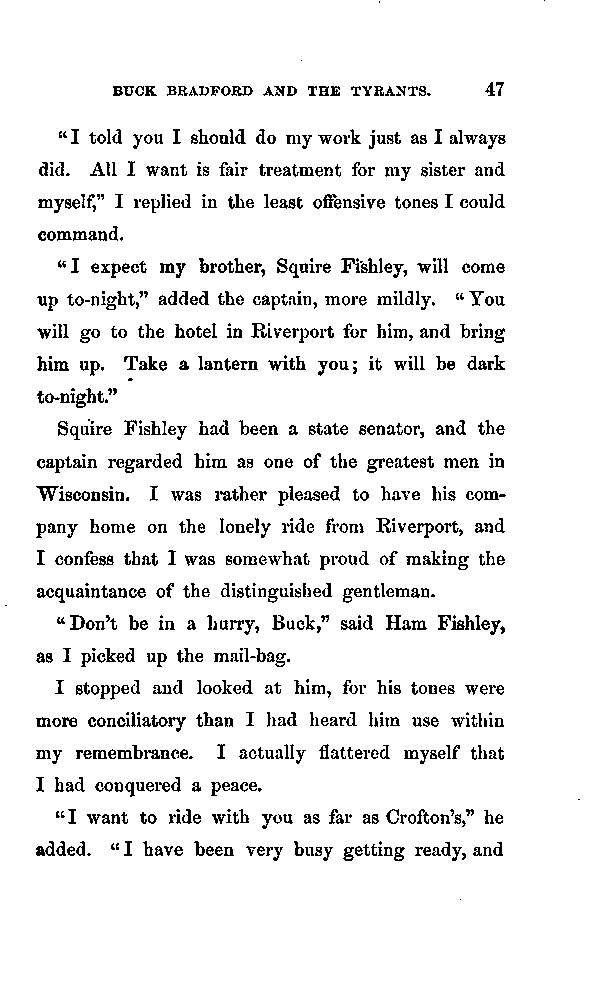 BUCK BRADFORD AND THE TYRANTS. 47
"I told you I should do my work just as I always
did. All I want is fair treatment for my sister and
myself," I replied in the least offensive tones I could
command.
"I expect my brother, Squire Fishley, will come
up to-night," added the captain, more mildly. "You
will go to the hotel in Riverport for him, and bring
him up. Take a lantern with you; it will be dark
to-night."
Squire Fishley had been a state senator, and the
captain regarded him as one of the greatest men in
Wisconsin. I was rather pleased to have his com-
pany home on the lonely ride from Riverport, and
I confess that I was somewhat proud of making the
acquaintance of the distinguished gentleman.
"Don't be in a hurry, Buck," said Ham Fishley,
as I picked up the mail-bag.
I stopped and looked at him, for his tones were
more conciliatory than I had heard him use within
my remembrance. I actually flattered myself that
I had conquered a peace.
"I want to ride with you as far as Crofton's," he
added. "I have been very busy getting ready, and